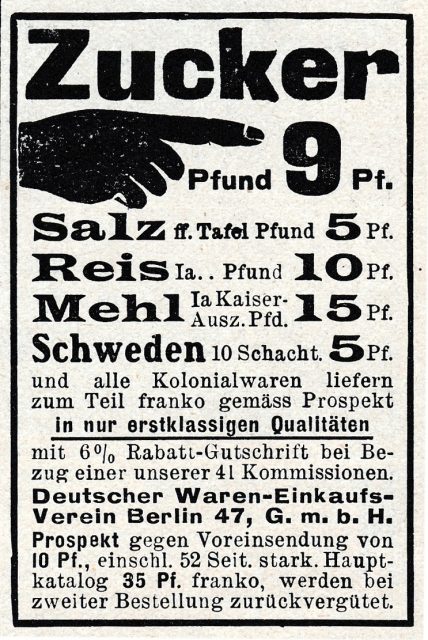 Zucker
Pfund 9 Pf.
Salz ff. Tafel Pfund 5 Pf.
Reis Ia.. Pfund 10 Pf.
Mehl Ia Kaiser-
Ausz. Pfd. 15 Pf.
Schweden 10 Schacht. 5 Pf.
und alle Kolonialwaren liefern
zum Teil franko gemäss Prospekt
in nur erstklassigen Qualitäten
mit 6% Rabatt-Gutschrift bei Be-
zug einer unserer 41 Kommissionen.
Deutscher Waren-Einkaufs-
Verein Berlin 47, G. m. b. H.
Prospekt gegen Voreinsendung von
10 Pf., einschl. 52 Seit. stark. Haupt-
katalog 35 Pf. franko, werden bei
zweiter Bestellung zurückvergütet.